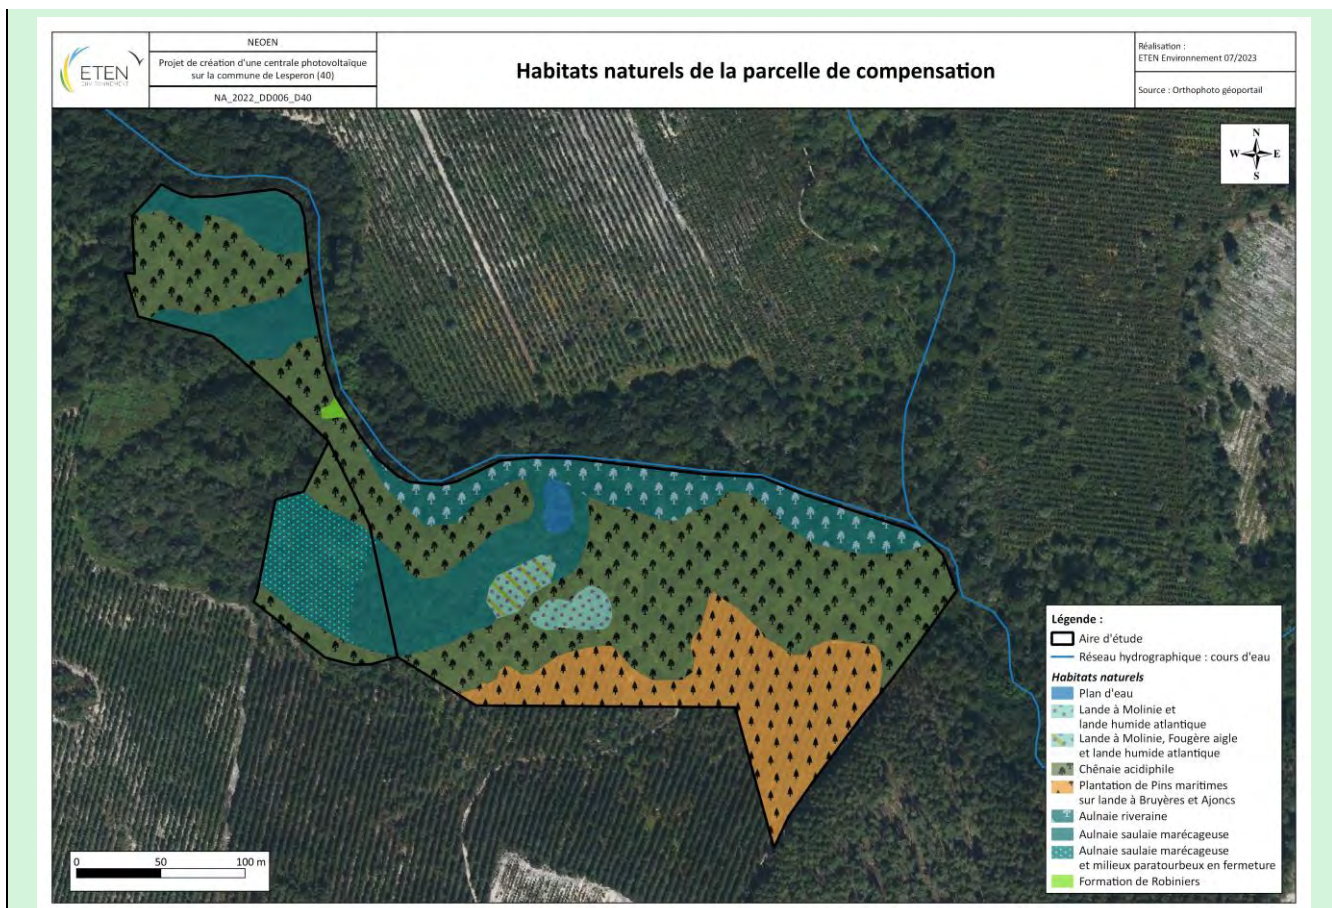 ETEN
ENVIRONNEMENT
NEOEN
Projet de création d'une centrale photovoltaïque
sur la commune de Lesperon (40)
NA_2022_DD006_D40
Habitats naturels de la parcelle de compensation
Réalisation :
ETEN Environnement 07/2023
Source : Orthophoto géoportail
N
W E
S
Légende :
Aire d'étude
Réseau hydrographique : cours d'eau
Habitats naturels
Plan d'eau
Lande à Molinie et
lande humide atlantique
Lande à Molinie, Fougère aigle
et lande humide atlantique
Chênaie acidiphile
Plantation de Pins maritimes
sur lande à Bruyères et Ajoncs
Aulnaie riveraine
Aulnaie saulaie marécageuse
Aulnaie saulaie marécageuse
et milieux paratourbeux en fermeture
Formation de Robiniers
0 50 100 m